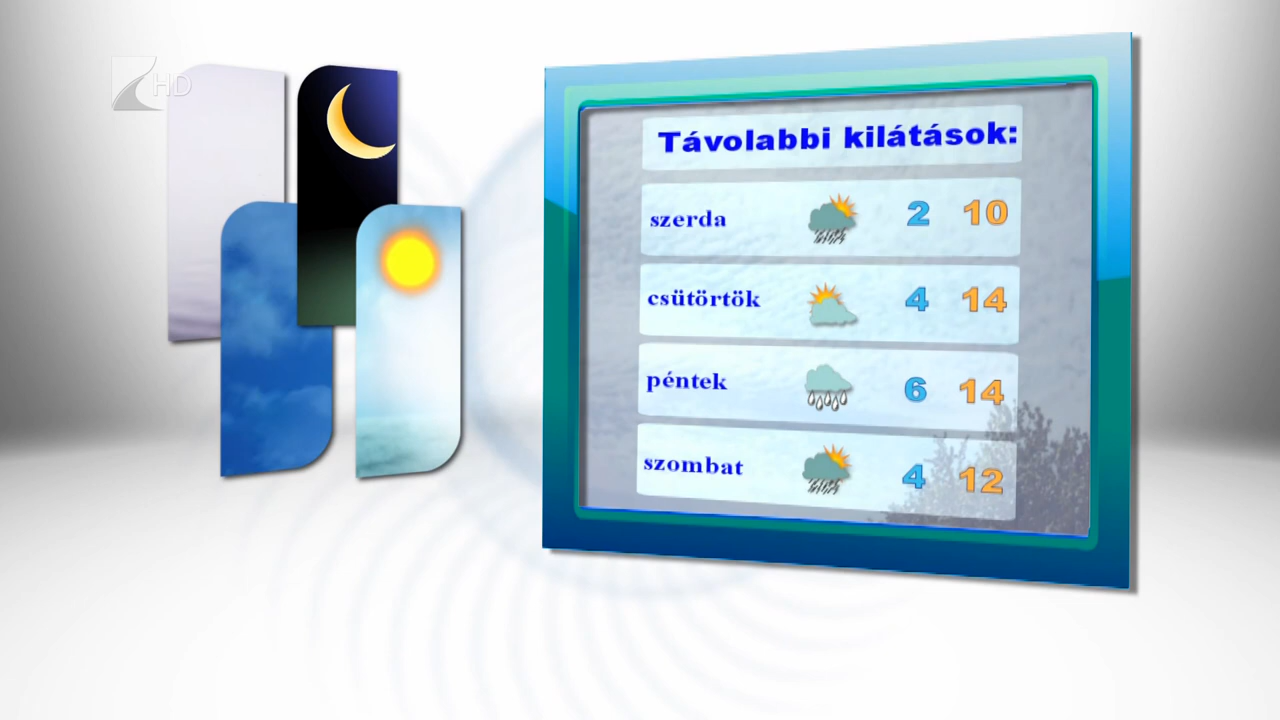 HD
Távolabbi kilátások:
szerda 2 10
csütörtök 4 14
péntek 6 14
szombat 4 12